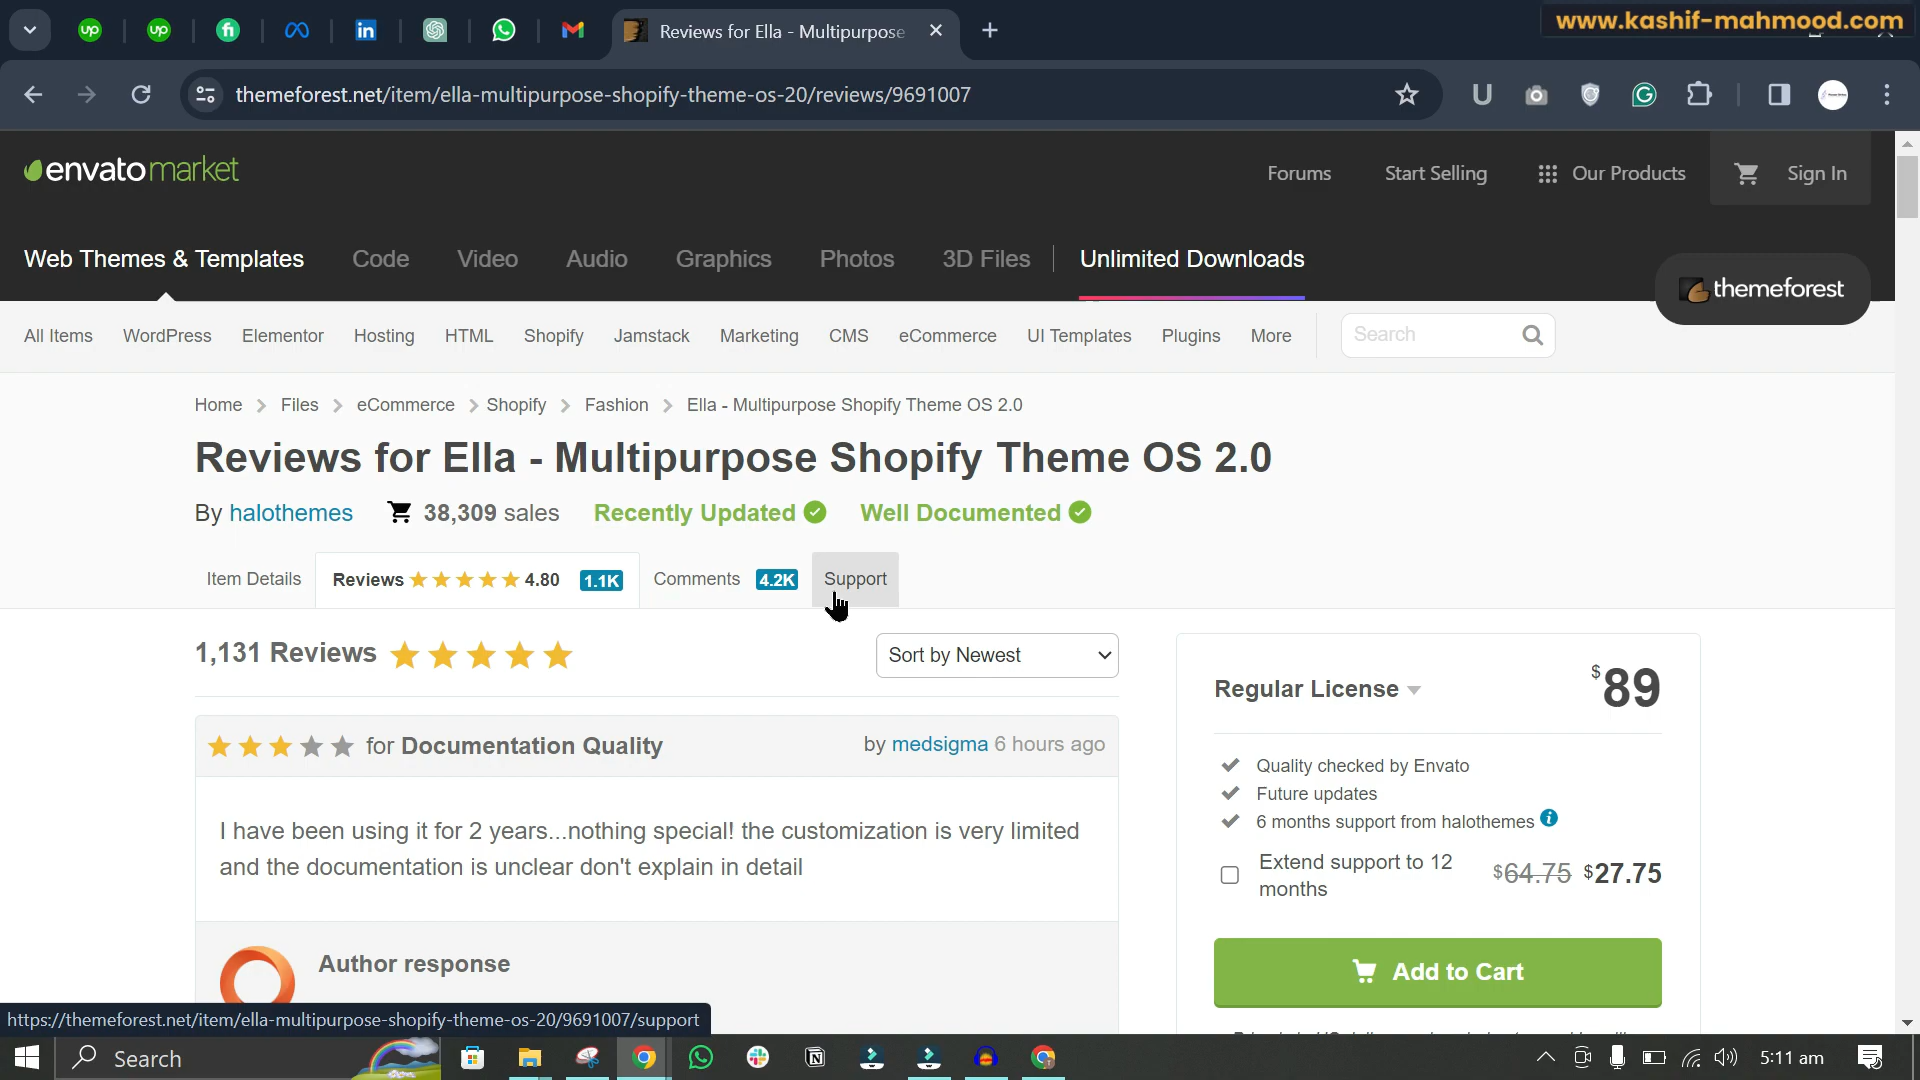 Reviews for Ella - Multipurpose
www.kashif-mahmood.com
themeforest.net/item/ella-multipurpose-shopify-theme-os-20/reviews/9691007
envato market
Forums Start Selling Our Products Sign In
Web Themes & Templates Code Video Audio Graphics Photos 3D Files Unlimited Downloads
themeforest
All Items WordPress Elementor Hosting HTML Shopify Jamstack Marketing CMS eCommerce UI Templates Plugins More Search
Home Files eCommerce Shopify Fashion Ella - Multipurpose Shopify Theme OS 2.0
Reviews for Ella - Multipurpose Shopify Theme OS 2.0
By halothemes 38,309 sales Recently Updated Well Documented
Item Details Reviews 4.80 1.1K Comments 4.2K Support
1,131 Reviews Sort by Newest
for Documentation Quality by medsigma 6 hours ago
I have been using it for 2 years...nothing special! the customization is very limited
and the documentation is unclear don't explain in detail
Author response
Regular License $89
Quality checked by Envato
Future updates
6 months support from halothemes
Extend support to 12
months $64.75 $27.75
Add to Cart
https://themeforest.net/item/ella-multipurpose-shopify-theme-os-20/9691007/support
Search 5:11 am